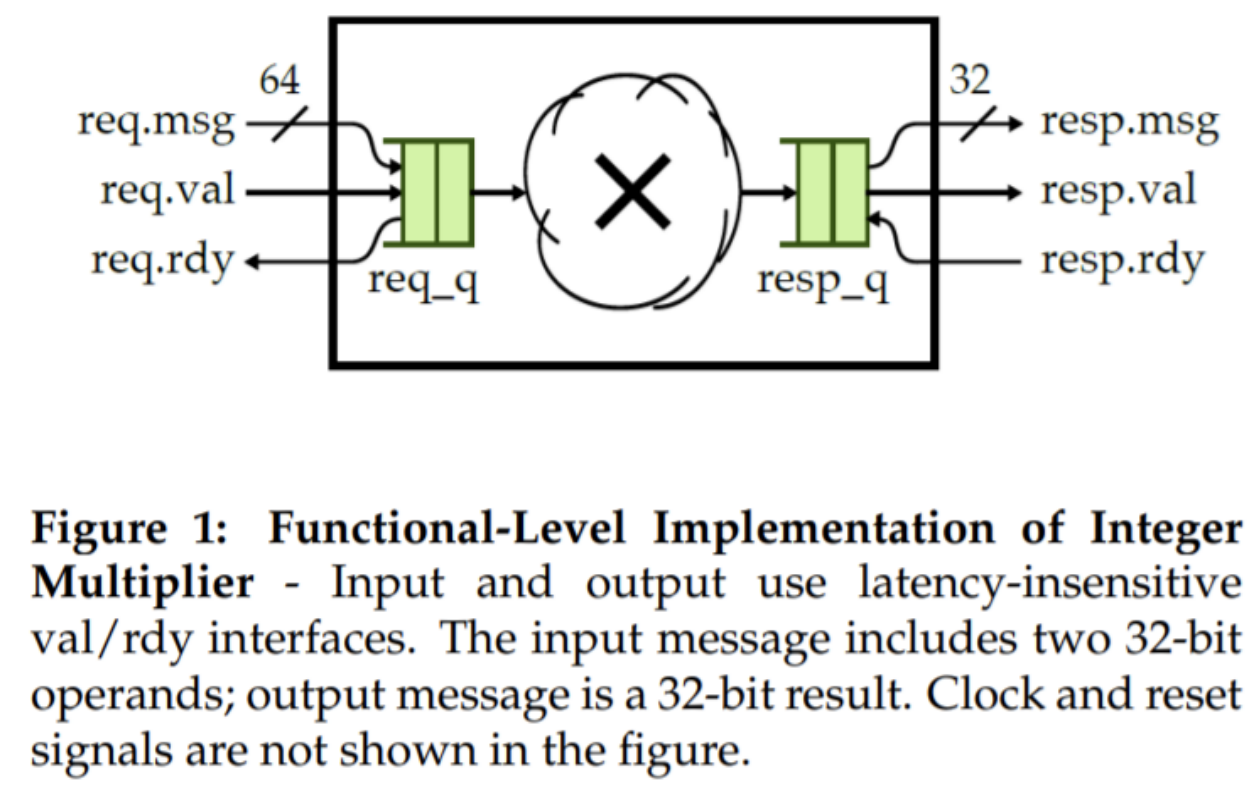 64
32
req.msg
resp.msg
req.val
resp.val
req.rdy
resp.rdy
req_q
resp_q
Figure 1: Functional-Level Implementation of Integer
Multiplier - Input and output use latency-insensitive
val/rdy interfaces. The input message includes two 32-bit
operands; output message is a 32-bit result. Clock and reset
signals are not shown in the figure.